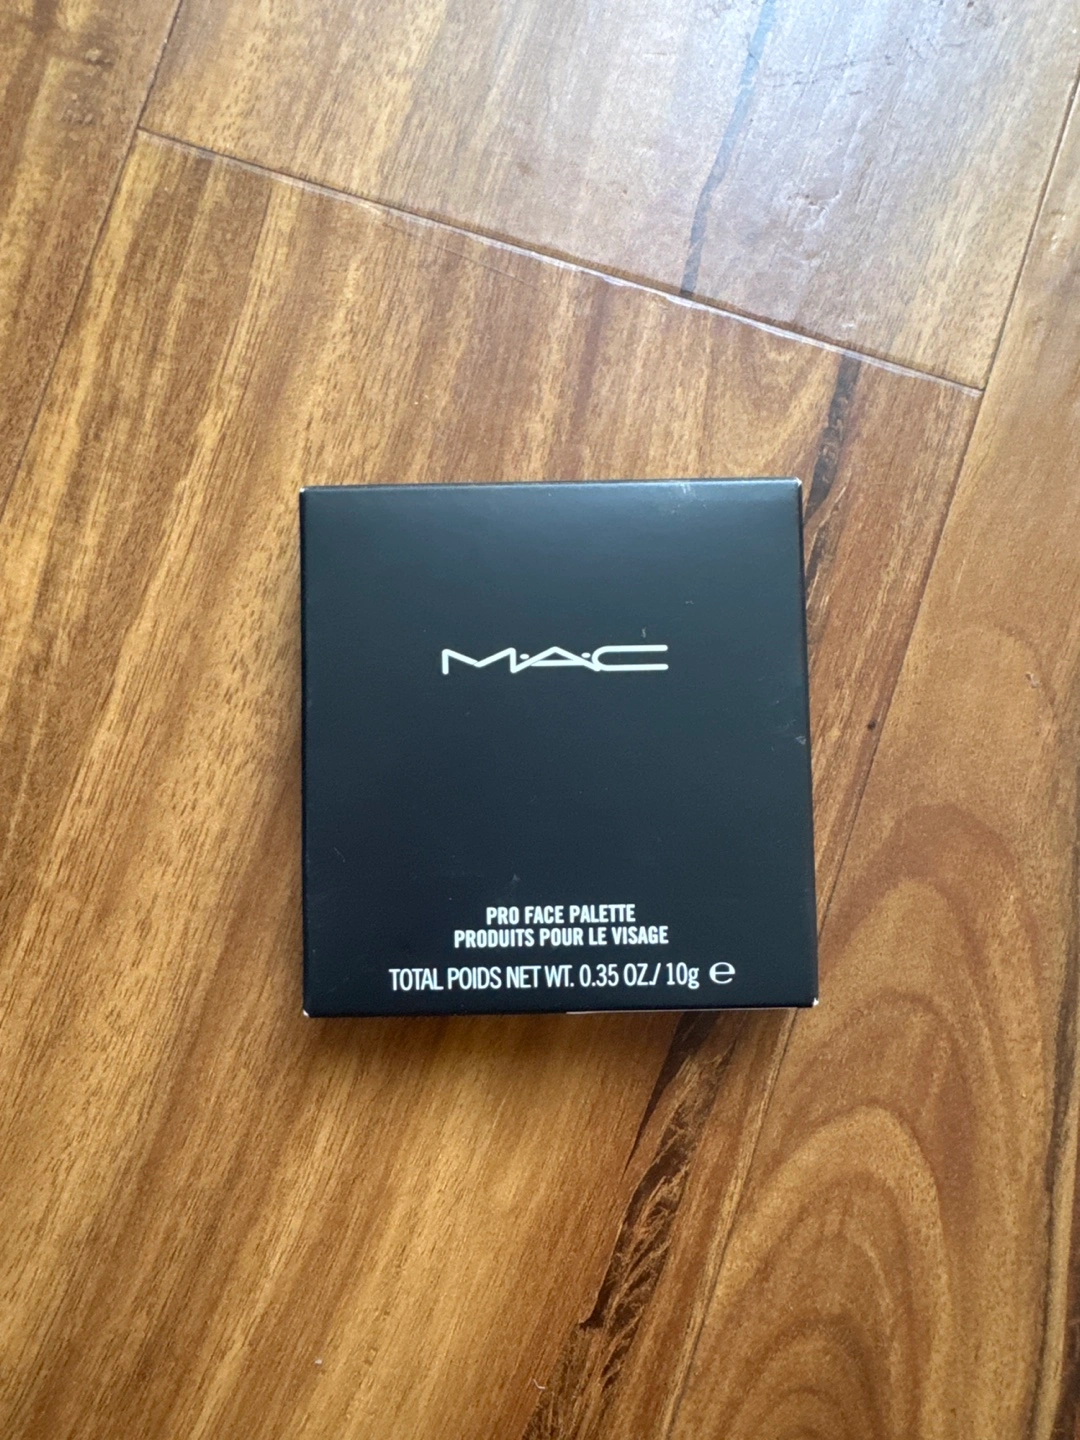 M·A·C
PRO FACE PALETTE
PRODUITS POUR LE VISAGE
TOTAL POIDS NET WT. 0.35 OZ./ 10g ℮